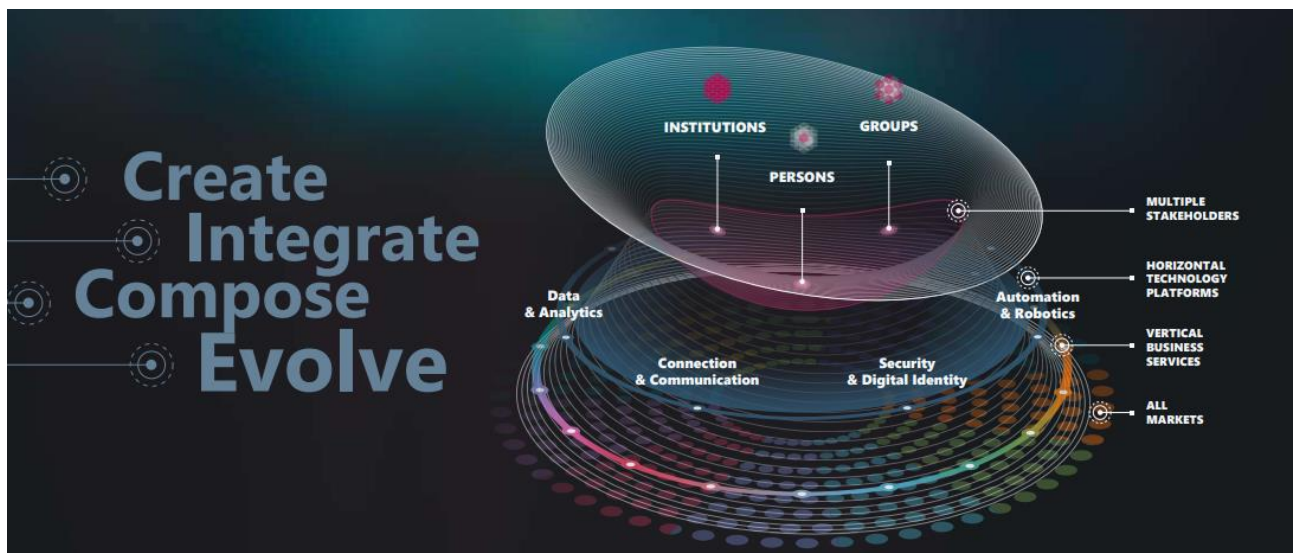 Create
Integrate
Compose
Evolve
INSTITUTIONS
GROUPS
PERSONS
MULTIPLE
STAKEHOLDERS
HORIZONTAL
TECHNOLOGY
PLATFORMS
Data
& Analytics
Automation
& Robotics
VERTICAL
BUSINESS
SERVICES
Connection
& Communication
Security
& Digital Identity
ALL
MARKETS